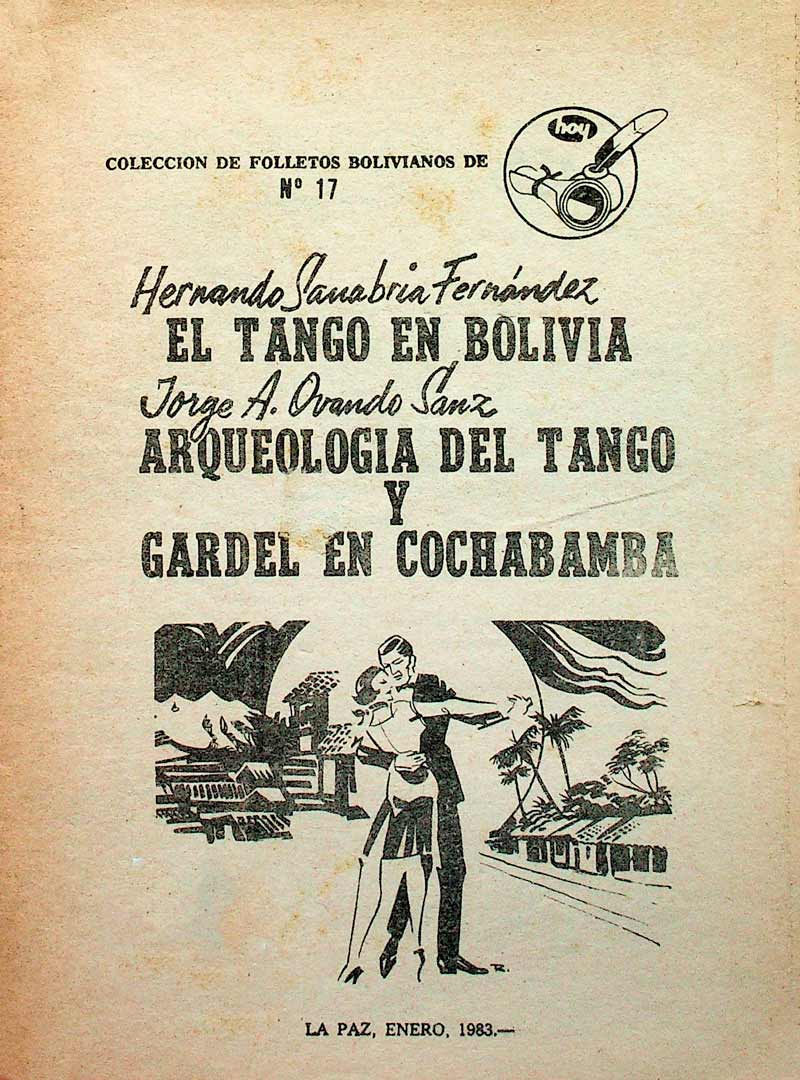 hoy
COLECCION DE FOLLETOS BOLIVIANOS DE
Nº 17
Hernando Sanabria Fernández
EL TANGO EN BOLIVIA
Jorge A. Ovando Sanz
ARQUEOLOGIA DEL TANGO
Y
GARDEL EN COCHABAMBA
R.
LA PAZ, ENERO, 1983.—